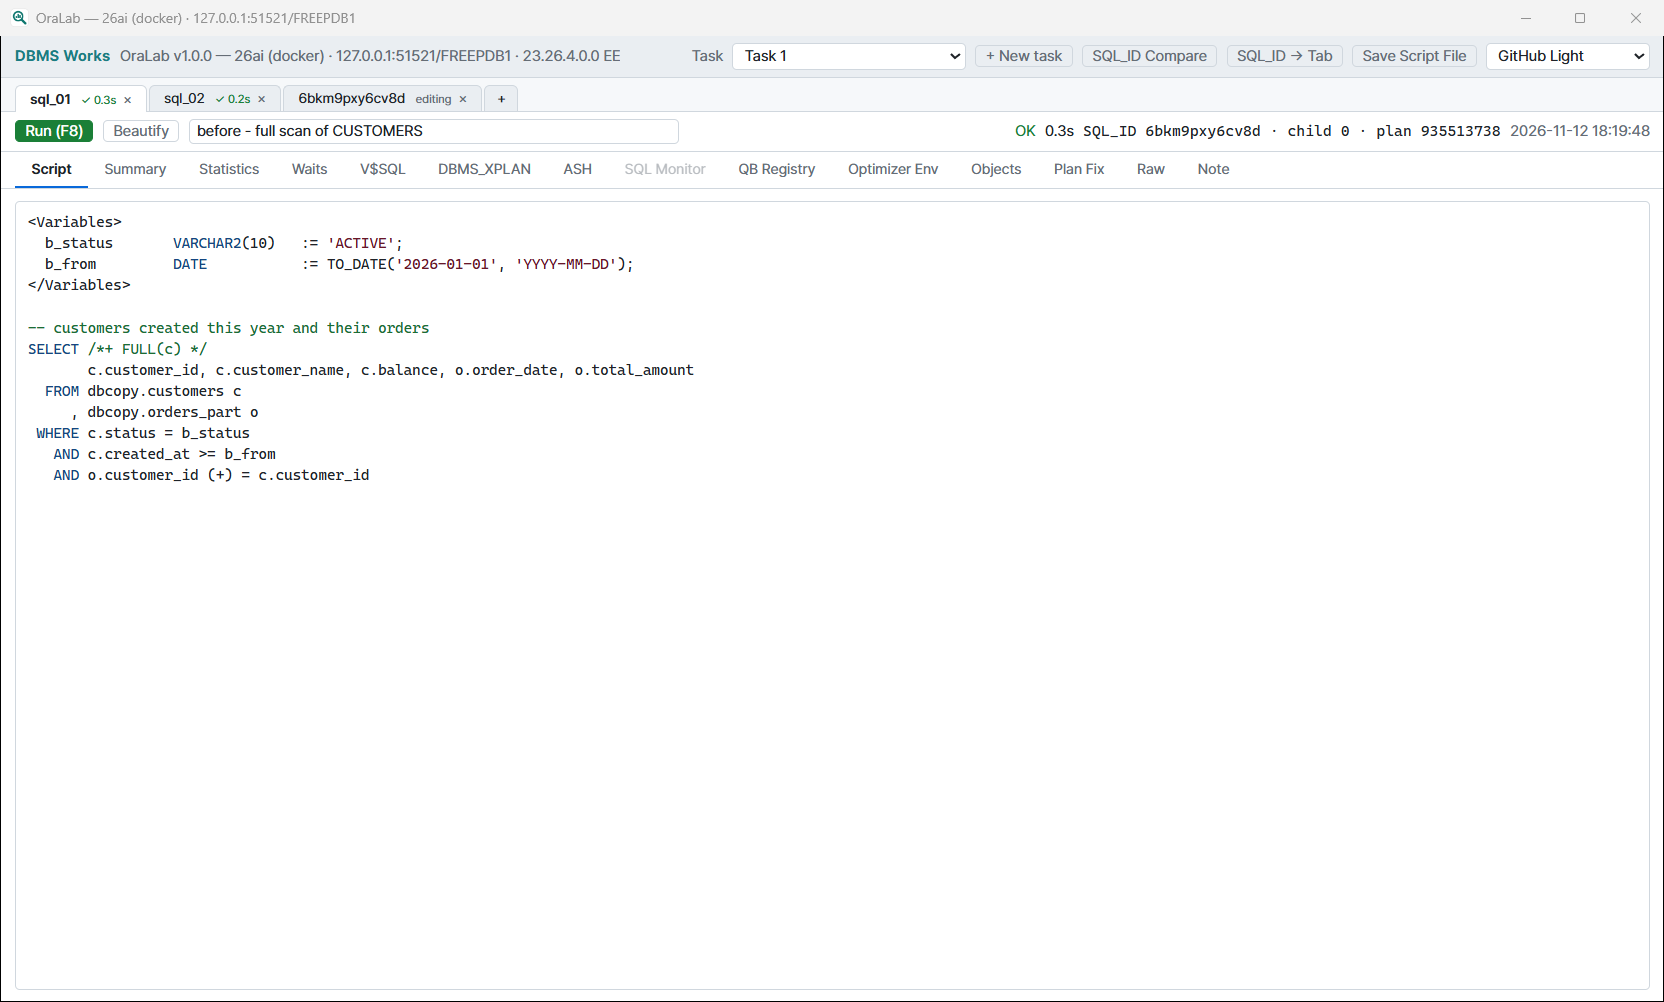 OraLab — 26ai (docker) · 127.0.0.1:51521/FREEPDB1
DBMS Works OraLab v1.0.0 — 26ai (docker) · 127.0.0.1:51521/FREEPDB1 · 23.26.4.0.0 EE Task Task 1 + New task SQL_ID Compare SQL_ID → Tab Save Script File GitHub Light
sql_01 ✓ 0.3s × sql_02 ✓ 0.2s × 6bkm9pxy6cv8d editing × +
Run (F8) Beautify before - full scan of CUSTOMERS OK 0.3s SQL_ID 6bkm9pxy6cv8d · child 0 · plan 935513738 2026-11-12 18:19:48
Script Summary Statistics Waits V$SQL DBMS_XPLAN ASH SQL Monitor QB Registry Optimizer Env Objects Plan Fix Raw Note
<Variables>
  b_status       VARCHAR2(10)   := 'ACTIVE';
  b_from         DATE           := TO_DATE('2026-01-01', 'YYYY-MM-DD');
</Variables>
-- customers created this year and their orders
SELECT /*+ FULL(c) */
       c.customer_id, c.customer_name, c.balance, o.order_date, o.total_amount
  FROM dbcopy.customers c
     , dbcopy.orders_part o
 WHERE c.status = b_status
   AND c.created_at >= b_from
   AND o.customer_id (+) = c.customer_id